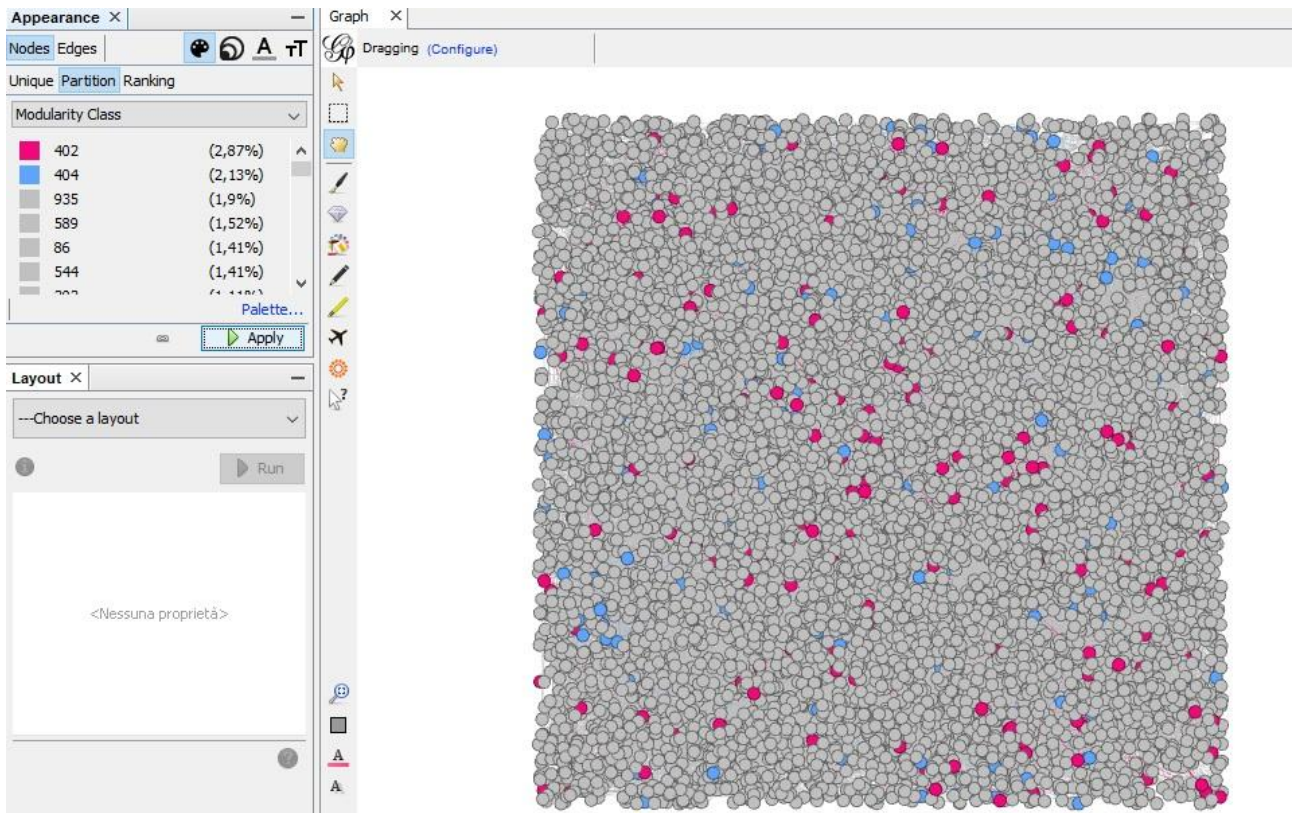 Appearance
Nodes Edges
Unique Partition Ranking
Modularity Class
402 (2,87%)
404 (2,13%)
935 (1,9%)
589 (1,52%)
86 (1,41%)
544 (1,41%)
Palette...
Apply
Layout
---Choose a layout
Run
<Nessuna proprietà>
Graph
Dragging (Configure)